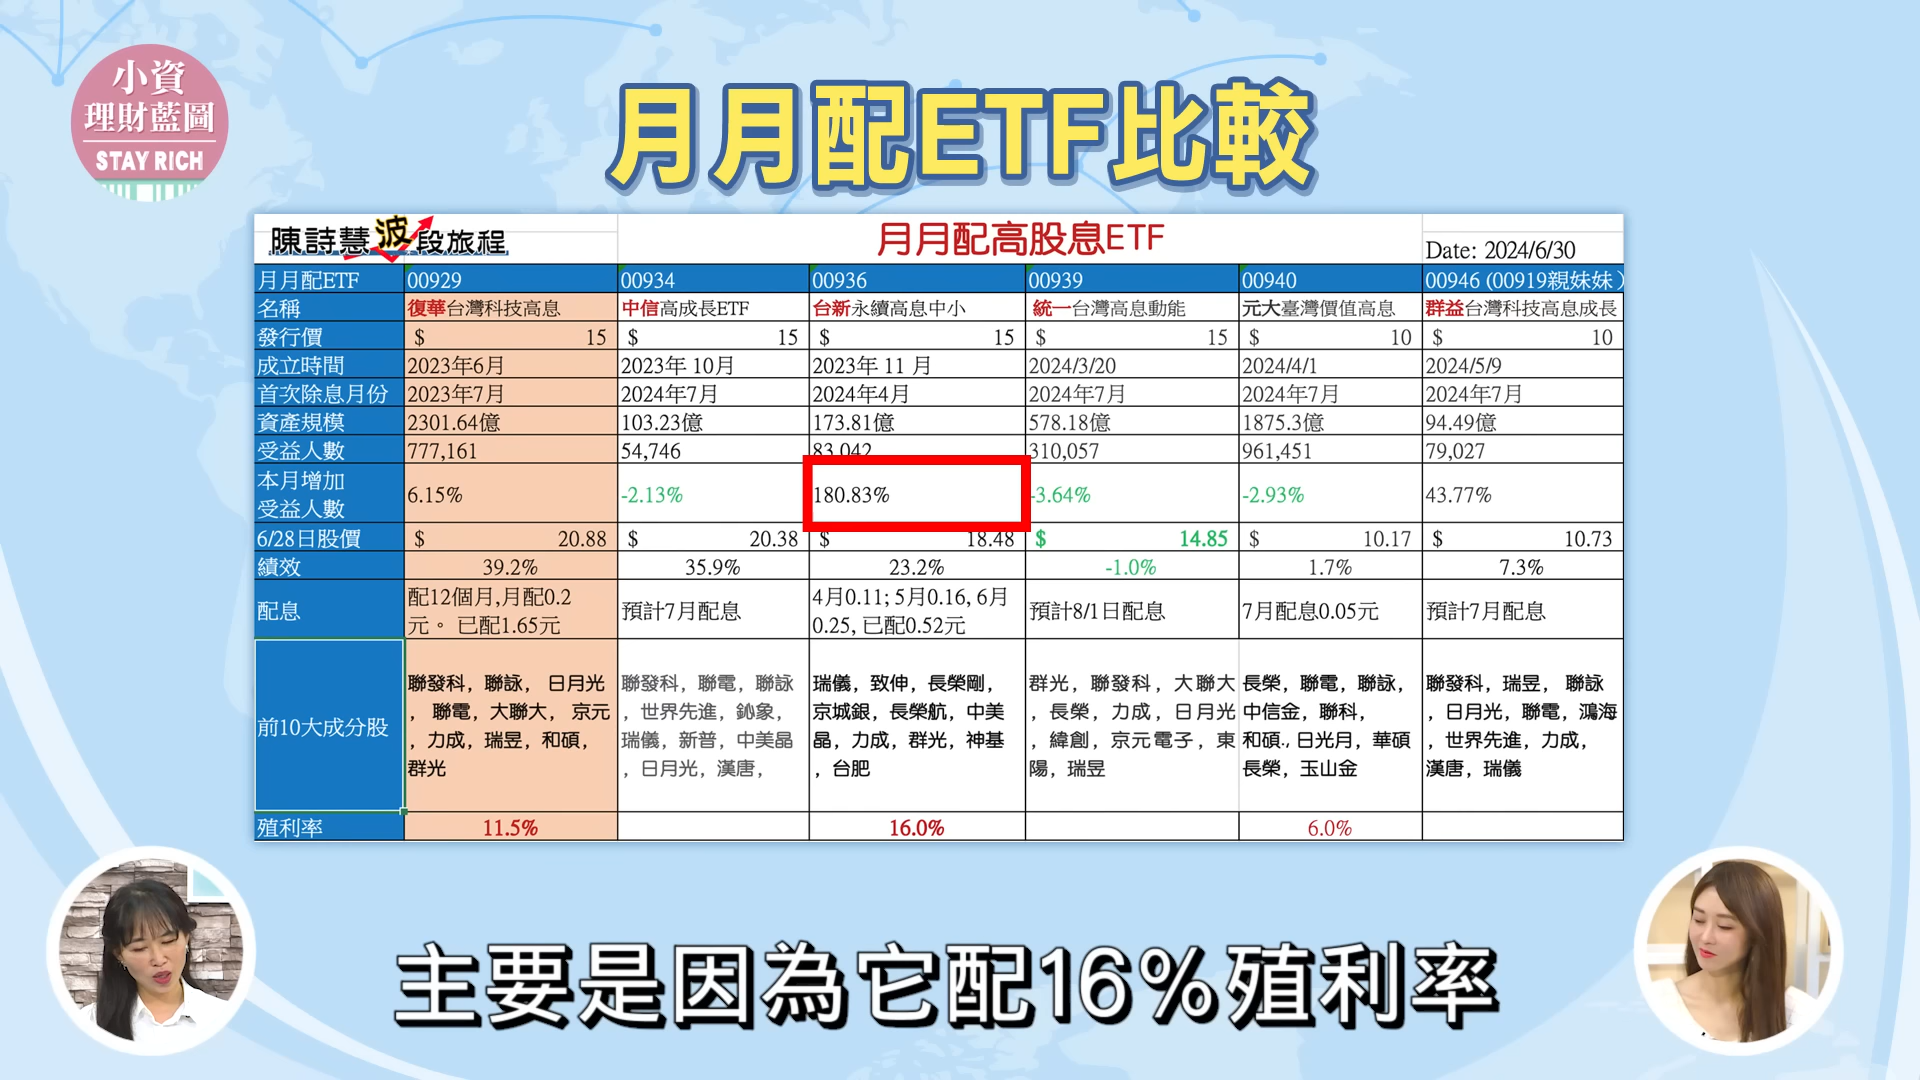 小資
理財藍圖
STAY RICH
月月配ETF比較
陳詩慧波段旅程
月月配高股息ETF
Date: 2024/6/30
月月配ETF 00929 00934 00936 00939 00940 00946 (00919親妹妹)
名稱 復華台灣科技高息 中信高成長ETF 台新永續高息中小 統一台灣高息動能 元大臺灣價值高息 群益台灣科技高息成長
發行價 $ 15 $ 15 $ 15 $ 15 $ 10 $ 10
成立時間 2023年6月 2023年 10月 2023年 11 月 2024/3/20 2024/4/1 2024/5/9
首次除息月份 2023年7月 2024年7月 2024年4月 2024年7月 2024年7月 2024年7月
資產規模 2301.64億 103.23億 173.81億 578.18億 1875.3億 94.49億
受益人數 777,161 54,746 83,042 310,057 961,451 79,027
本月增加
受益人數 6.15% -2.13% 180.83% -3.64% -2.93% 43.77%
6/28日股價 $ 20.88 $ 20.38 $ 18.48 $ 14.85 $ 10.17 $ 10.73
績效 39.2% 35.9% 23.2% -1.0% 1.7% 7.3%
配息
配12個月,月配0.2
元。 已配1.65元
預計7月配息
4月0.11; 5月0.16, 6月
0.25, 已配0.52元
預計8/1日配息
7月配息0.05元
預計7月配息
前10大成分股
聯發科，聯詠， 日月光
， 聯電，大聯大， 京元
，力成，瑞昱，和碩，
群光
聯發科，聯電，聯詠
，世界先進，鈊象，
瑞儀，新普，中美晶
，日月光，漢唐，
瑞儀，致伸，長榮剛，
京城銀，長榮航，中美
晶，力成，群光，神基
，台肥
群光，聯發科，大聯大
，長榮，力成，日月光
，緯創，京元電子，東
陽，瑞昱
長榮，聯電，聯詠，
中信金，聯科，
和碩.，日光月，華碩
長榮，玉山金
聯發科，瑞昱， 聯詠
，日月光，聯電，鴻海
，世界先進，力成，
漢唐，瑞儀
殖利率 11.5% 16.0% 6.0%
主要是因為它配16%殖利率